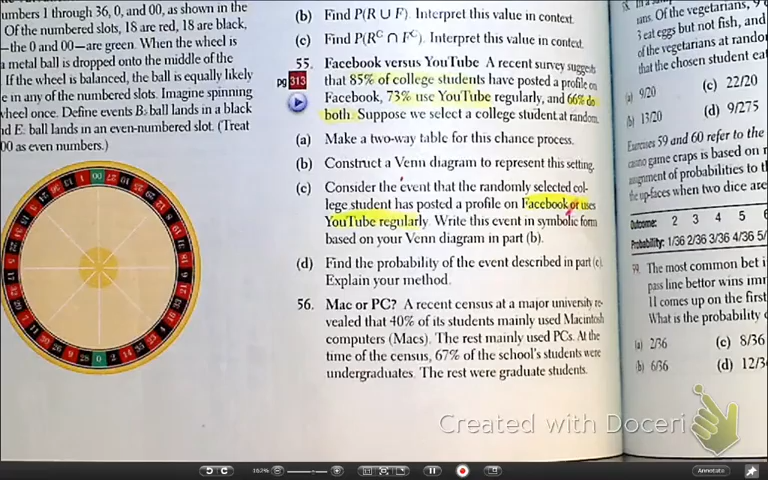 umbers 1 through 36, 0, and 00, as shown in the
Of the numbered slots, 18 are red, 18 are black,
—the 0 and 00—are green. When the wheel is
a metal ball is dropped onto the middle of the
If the wheel is balanced, the ball is equally likely
e in any of the numbered slots. Imagine spinning
wheel once. Define events B: ball lands in a black
nd E: ball lands in an even-numbered slot. (Treat
00 as even numbers.)
(b) Find P(R ∪ F). Interpret this value in context.
(c) Find P(Rᶜ ∩ Fᶜ). Interpret this value in context.
55. Facebook versus YouTube A recent survey suggests
pg 313 that 85% of college students have posted a profile on
Facebook, 73% use YouTube regularly, and 66% do
both. Suppose we select a college student at random.
(a) Make a two-way table for this chance process.
(b) Construct a Venn diagram to represent this setting.
(c) Consider the event that the randomly selected col-
lege student has posted a profile on Facebook or uses
YouTube regularly. Write this event in symbolic form
based on your Venn diagram in part (b).
(d) Find the probability of the event described in part (c).
Explain your method.
56. Mac or PC? A recent census at a major university re-
vealed that 40% of its students mainly used Macintosh
computers (Macs). The rest mainly used PCs. At the
time of the census, 67% of the school's students were
undergraduates. The rest were graduate students.
ians. Of the vegetarians, 9
3 eat eggs but not fish, and
of the vegetarians at random
that the chosen student eat
(a) 9/20 (c) 22/20
(b) 13/20 (d) 9/275
Exercises 59 and 60 refer to the
casino game craps is based on r
assignment of probabilities to t
the up-faces when two dice are
Outcome: 2 3 4 5 6
Probability: 1/36 2/36 3/36 4/36 5/
59. The most common bet i
pass line bettor wins imm
11 comes up on the first
What is the probability
(a) 2/36 (c) 8/36
(b) 6/36 (d) 12/3
Created with Doceri
162%
Annotate